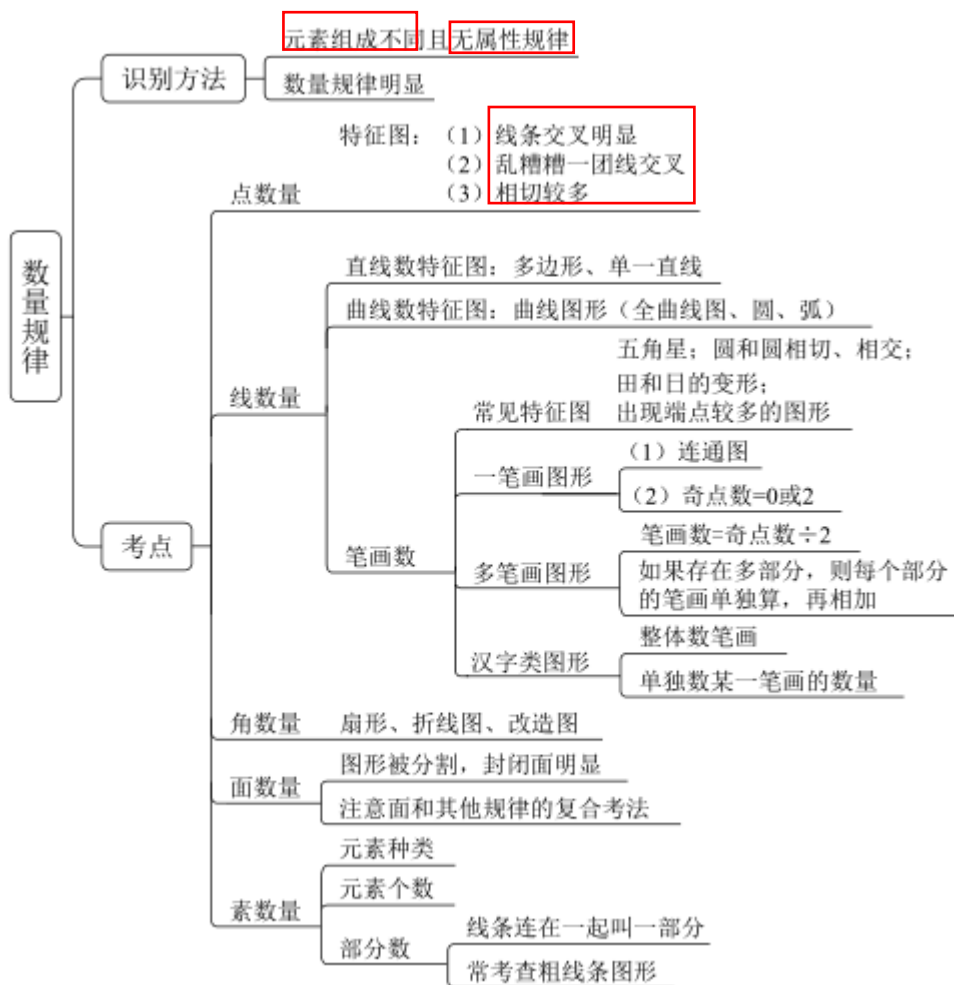 元素组成不同且无属性规律
识别方法
数量规律明显
特征图：（1）线条交叉明显
（2）乱糟糟一团线交叉
（3）相切较多
点数量
数量规律
直线数特征图：多边形、单一直线
曲线数特征图：曲线图形（全曲线图、圆、弧）
线数量
五角星；圆和圆相切、相交；
田和日的变形；
常见特征图
出现端点较多的图形
（1）连通图
一笔画图形
（2）奇点数=0或2
考点
笔画数
笔画数=奇点数÷2
多笔画图形
如果存在多部分，则每个部分
的笔画单独算，再相加
整体数笔画
汉字类图形
单独数某一笔画的数量
角数量
扇形、折线图、改造图
图形被分割，封闭面明显
面数量
注意面和其他规律的复合考法
元素种类
元素个数
素数量
线条连在一起叫一部分
部分数
常考查粗线条图形